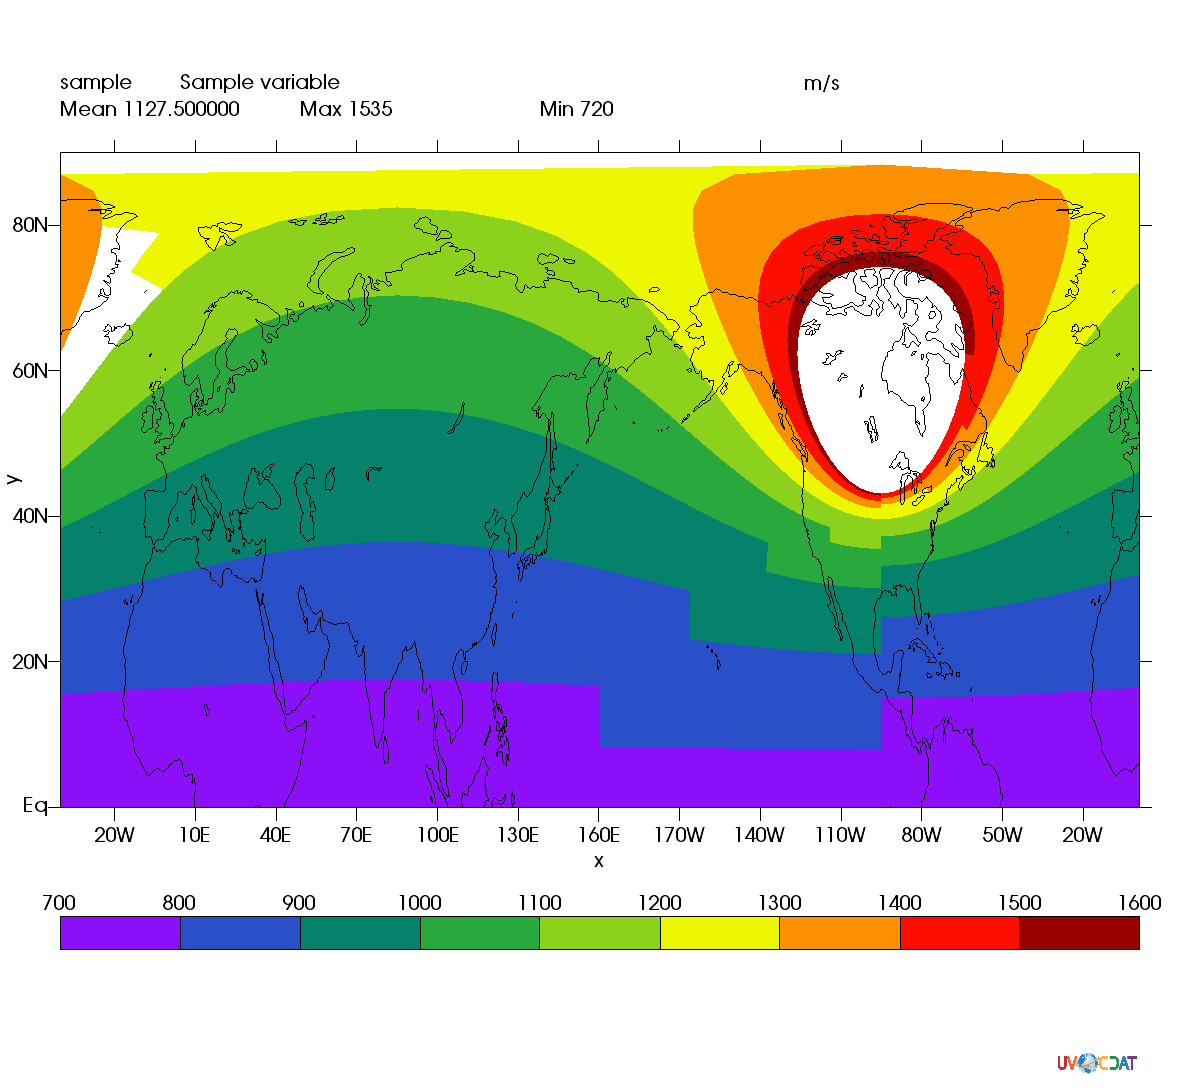 sample Sample variable m/s
Mean 1127.500000 Max 1535 Min 720
80N
60N
y
40N
20N
Eq
20W 10E 40E 70E 100E 130E 160E 170W 140W 110W 80W 50W 20W
x
700 800 900 1000 1100 1200 1300 1400 1500 1600
UV CDAT